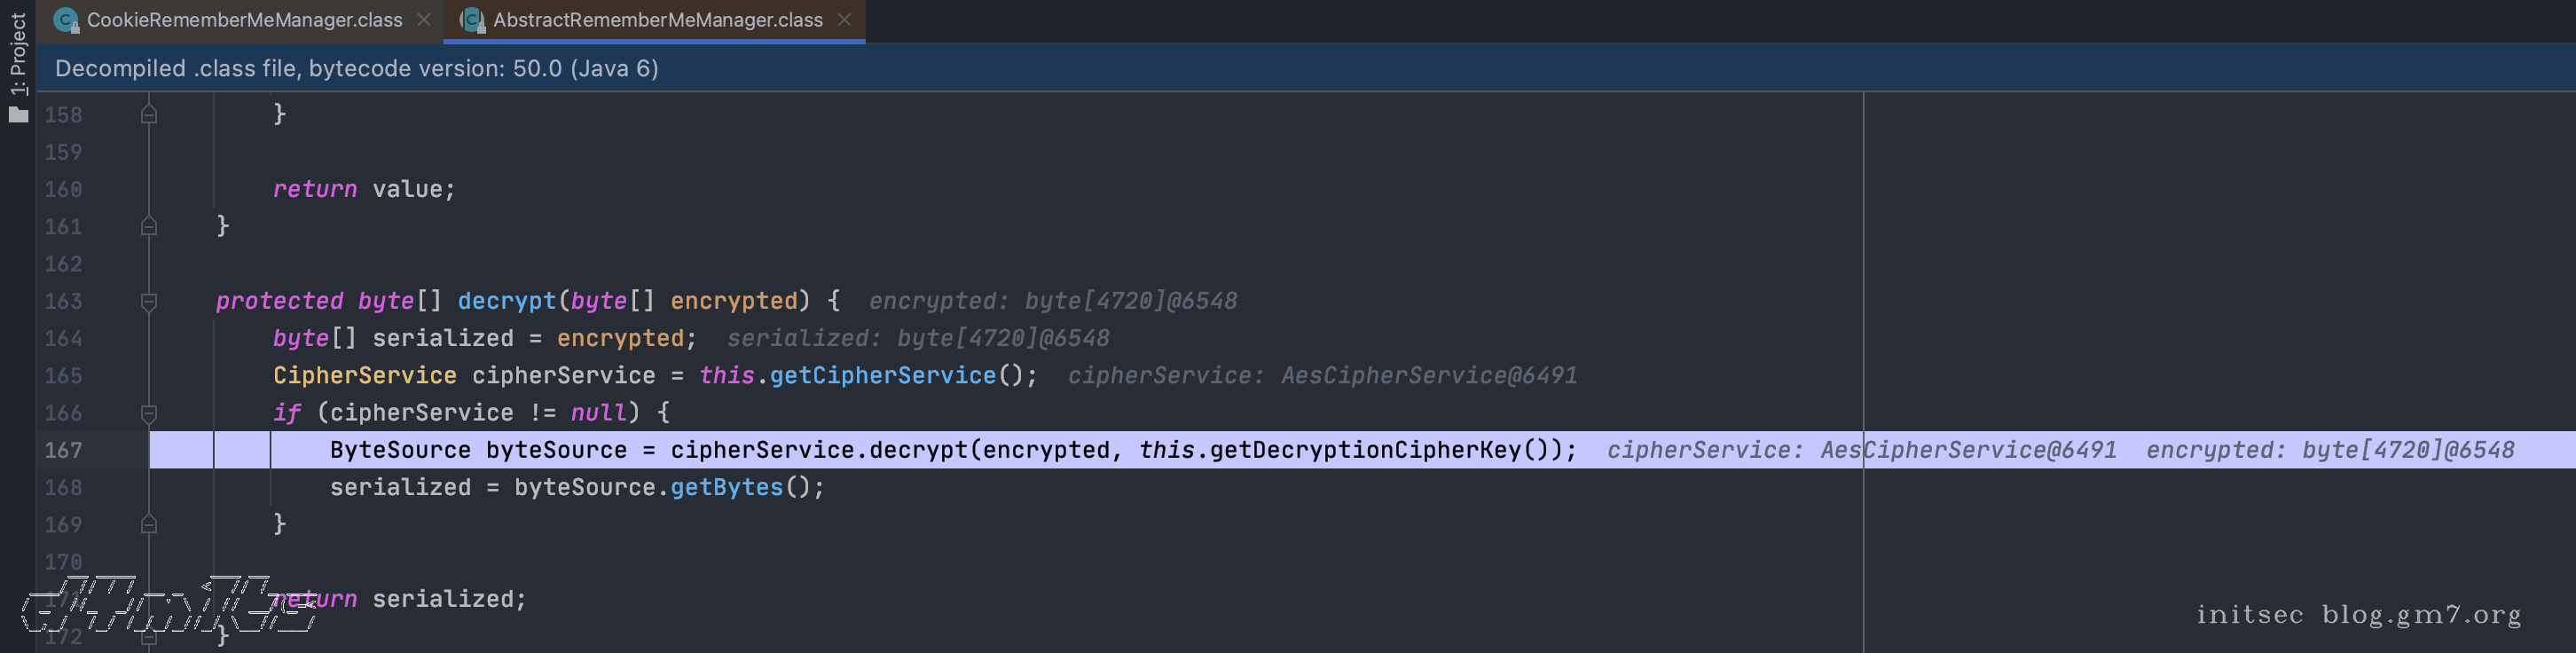 1: Project
CookieRememberMeManager.class
AbstractRememberMeManager.class
Decompiled .class file, bytecode version: 50.0 (Java 6)
158 }
159
160 return value;
161 }
162
163 protected byte[] decrypt(byte[] encrypted) { encrypted: byte[4720]@6548
164 byte[] serialized = encrypted; serialized: byte[4720]@6548
165 CipherService cipherService = this.getCipherService(); cipherService: AesCipherService@6491
166 if (cipherService != null) {
167 ByteSource byteSource = cipherService.decrypt(encrypted, this.getDecryptionCipherKey()); cipherService: AesCipherService@6491 encrypted: byte[4720]@6548
168 serialized = byteSource.getBytes();
169 }
170
171 return serialized;
172 }
initsec blog.gm7.org